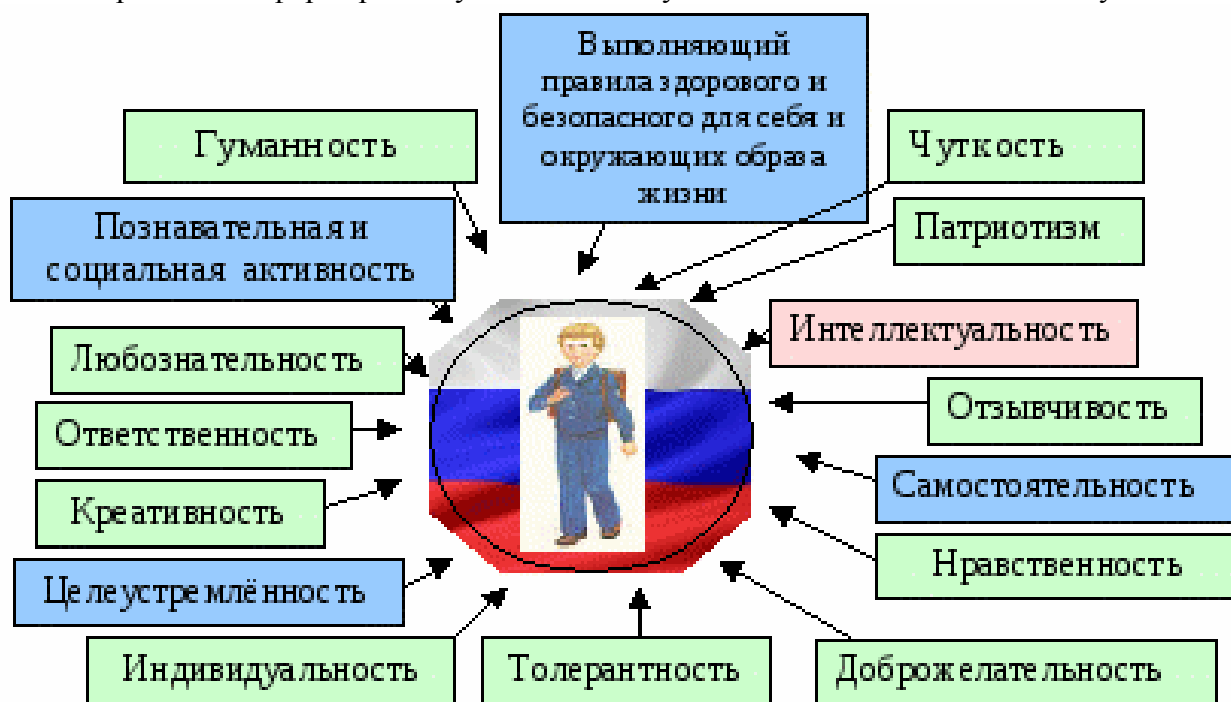 Выполняющий
правила здорового и
безопасного для себя и
окружающих образа
жизни
Гуманность
Чуткость
Познавательная и
социальная активность
Патриотизм
Любознательность
Интеллектуальность
Ответственность
Отзывчивость
Креативность
Самостоятельность
Целеустремлённость
Нравственность
Индивидуальность
Толерантность
Доброжелательность